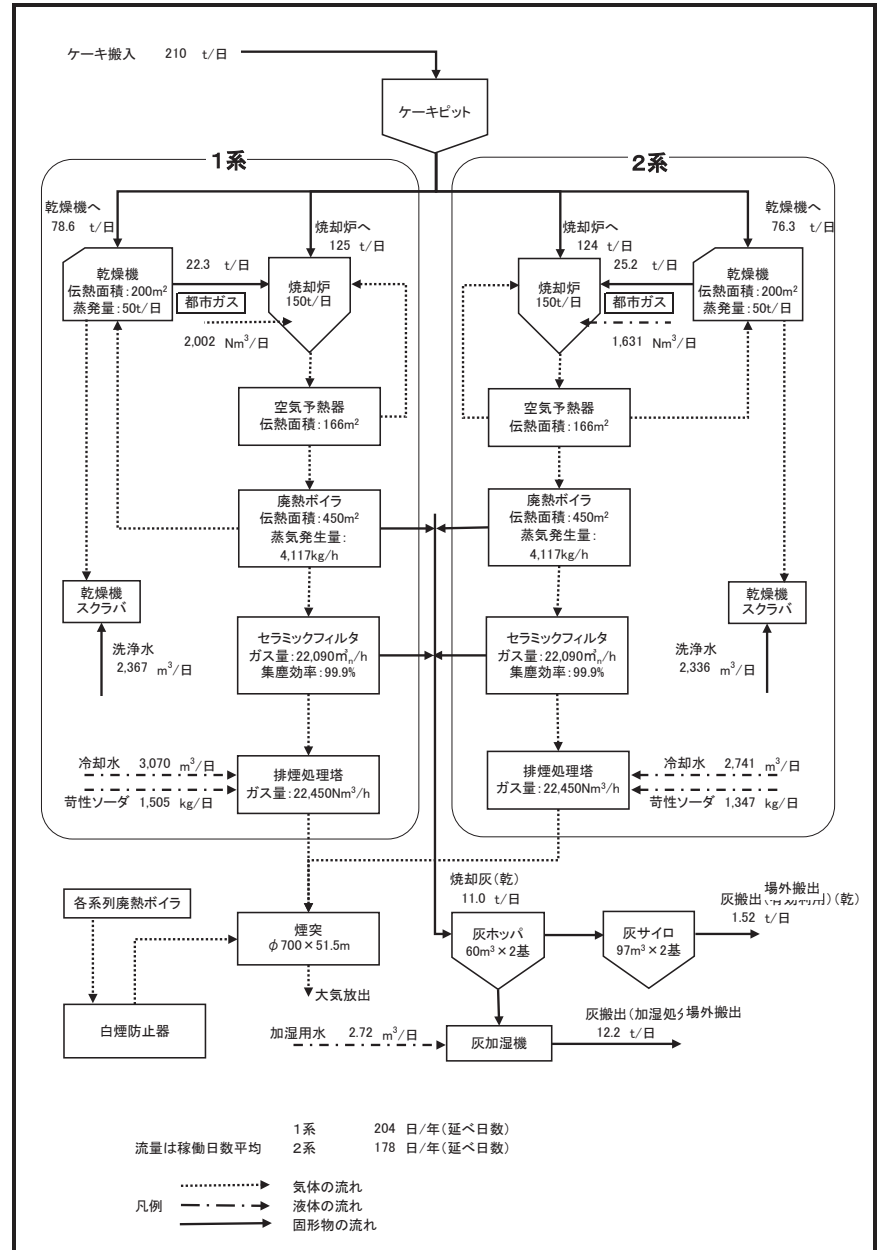 ケーキ搬入 210 t/日
ケーキピット
1系
2系
乾燥機へ
78.6 t/日
焼却炉へ
125 t/日
焼却炉へ
124 t/日
乾燥機へ
76.3 t/日
乾燥機
伝熱面積:200m²
蒸発量:50t/日
22.3 t/日
都市ガス
2,002 Nm³/日
焼却炉
150t/日
焼却炉
150t/日
25.2 t/日
都市ガス
1,631 Nm³/日
乾燥機
伝熱面積:200m²
蒸発量:50t/日
空気予熱器
伝熱面積:166m²
空気予熱器
伝熱面積:166m²
廃熱ボイラ
伝熱面積:450m²
蒸気発生量:
4,117kg/h
廃熱ボイラ
伝熱面積:450m²
蒸気発生量:
4,117kg/h
乾燥機
スクラバ
洗浄水
2,367 m³/日
セラミックフィルタ
ガス量:22,090㎥n/h
集塵効率:99.9%
セラミックフィルタ
ガス量:22,090㎥n/h
集塵効率:99.9%
乾燥機
スクラバ
洗浄水
2,336 m³/日
冷却水 3,070 m³/日
苛性ソーダ 1,505 kg/日
排煙処理塔
ガス量:22,450Nm³/h
排煙処理塔
ガス量:22,450Nm³/h
冷却水 2,741 m³/日
苛性ソーダ 1,347 kg/日
各系列廃熱ボイラ
煙突
φ700×51.5m
大気放出
白煙防止器
焼却灰(乾)
11.0 t/日
灰ホッパ
60m³×2基
灰サイロ
97m³×2基
場外搬出
灰搬出(有効利用)(乾)
1.52 t/日
加湿用水 2.72 m³/日
灰加湿機
灰搬出(加湿処 場外搬出
12.2 t/日
1系 204 日/年(延べ日数)
流量は稼働日数平均 2系 178 日/年(延べ日数)
気体の流れ
凡例 液体の流れ
固形物の流れ